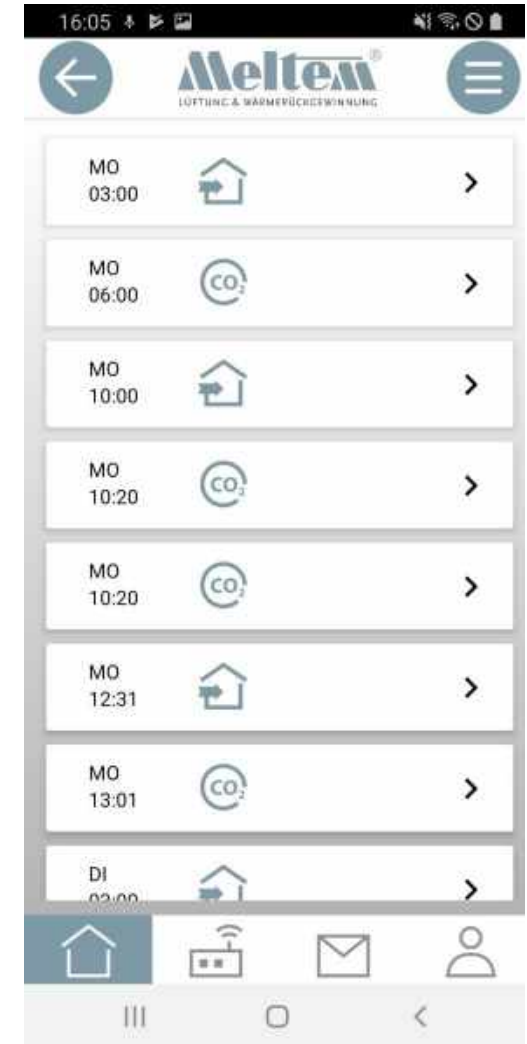 16:05
Meltem®
LÜFTUNG & WÄRMERÜCKGEWINNUNG
MO
03:00
MO
06:00
CO2
MO
10:00
MO
10:20
CO2
MO
10:20
CO2
MO
12:31
MO
13:01
CO2
DI